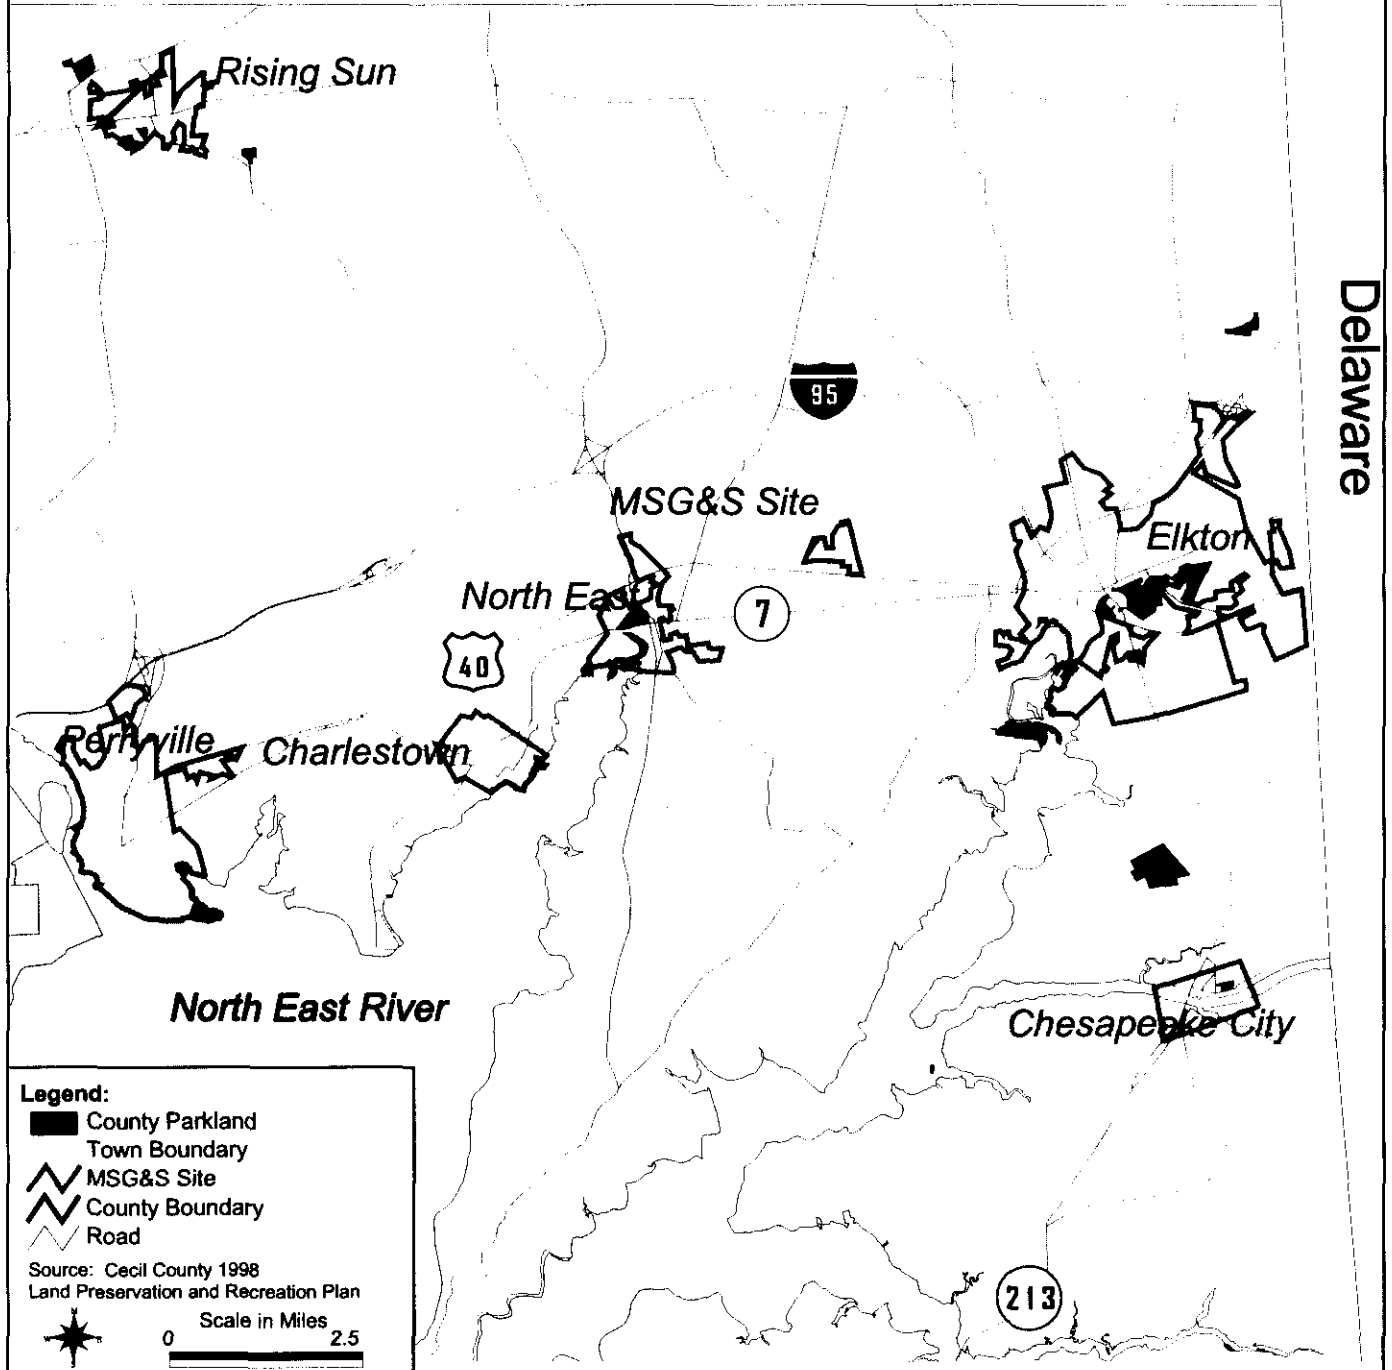 Rising Sun
Delaware
95
MSG&S Site
Elkton
North East
7
40
Perryville
Charlestown
North East River
Chesapeake City
Legend:
County Parkland
Town Boundary
MSG&S Site
County Boundary
Road
Source: Cecil County 1998
Land Preservation and Recreation Plan
Scale in Miles
0 2.5
213